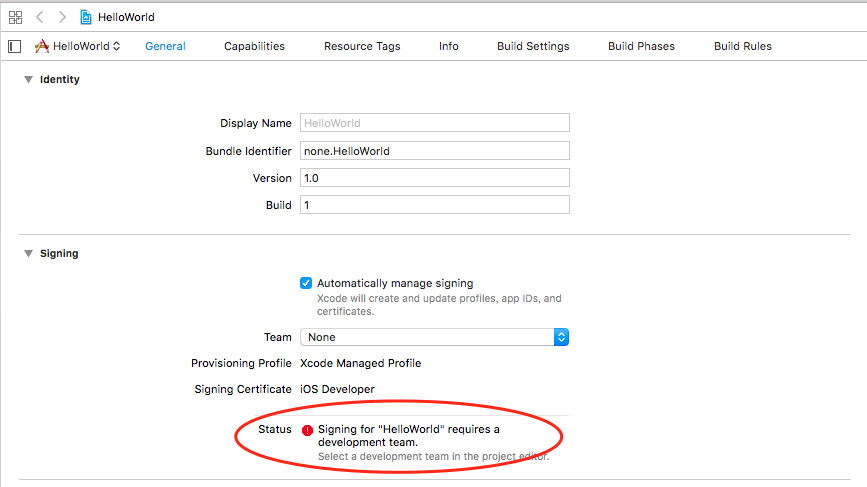 HelloWorld
HelloWorld General Capabilities Resource Tags Info Build Settings Build Phases Build Rules
Identity
Display Name HelloWorld
Bundle Identifier none.HelloWorld
Version 1.0
Build 1
Signing
Automatically manage signing
Xcode will create and update profiles, app IDs, and
certificates.
Team None
Provisioning Profile Xcode Managed Profile
Signing Certificate iOS Developer
Status Signing for "HelloWorld" requires a
development team.
Select a development team in the project editor.